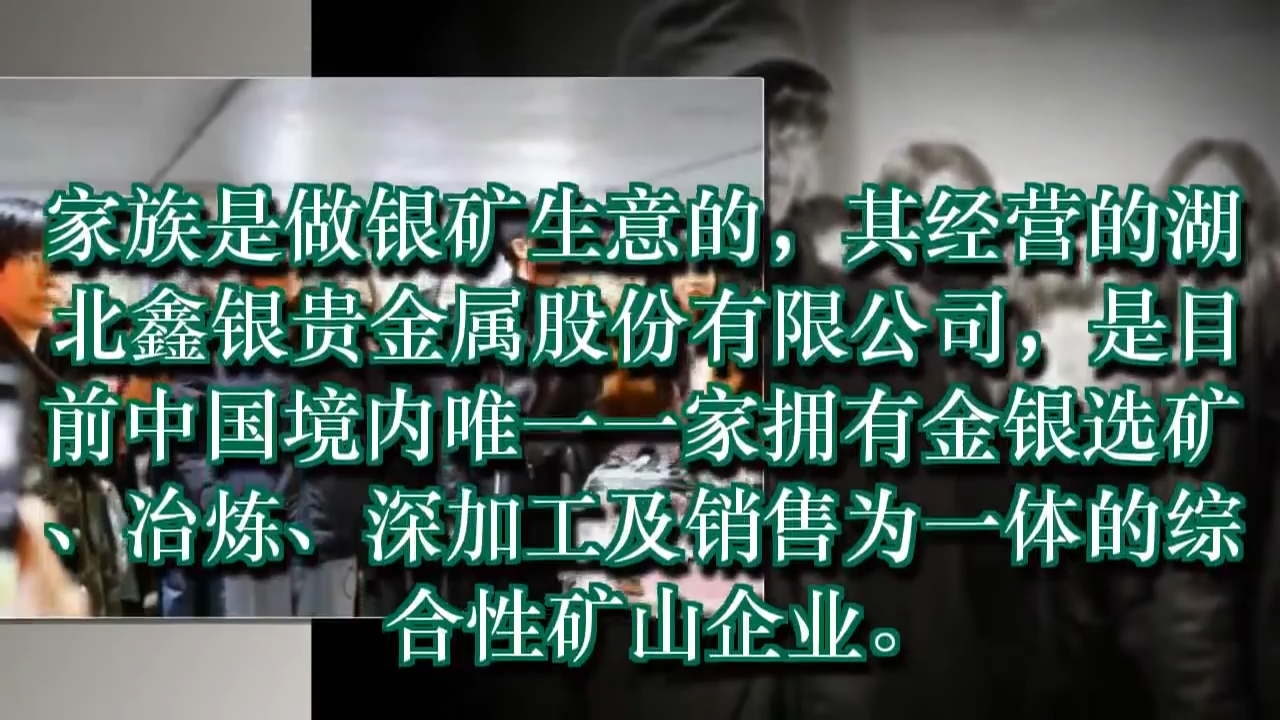 家族是做银矿生意的，其经营的湖
北鑫银贵金属股份有限公司，是目
前中国境内唯一一家拥有金银选矿
、冶炼、深加工及销售为一体的综
合性矿山企业。